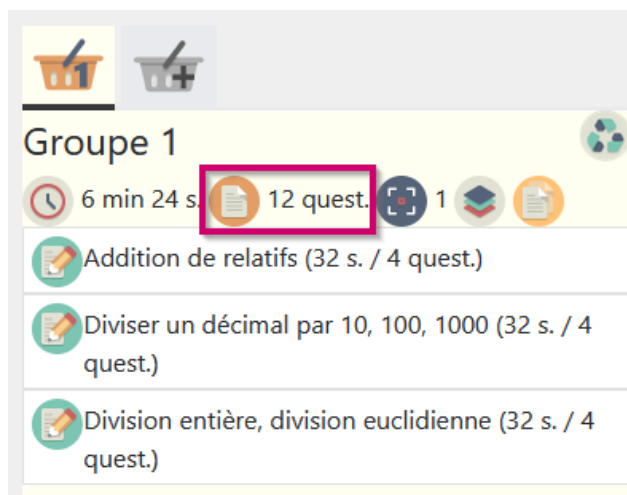 1
Groupe 1
6 min 24 s. 12 quest. 1
Addition de relatifs (32 s. / 4 quest.)
Diviser un décimal par 10, 100, 1000 (32 s. / 4
quest.)
Division entière, division euclidienne (32 s. / 4
quest.)